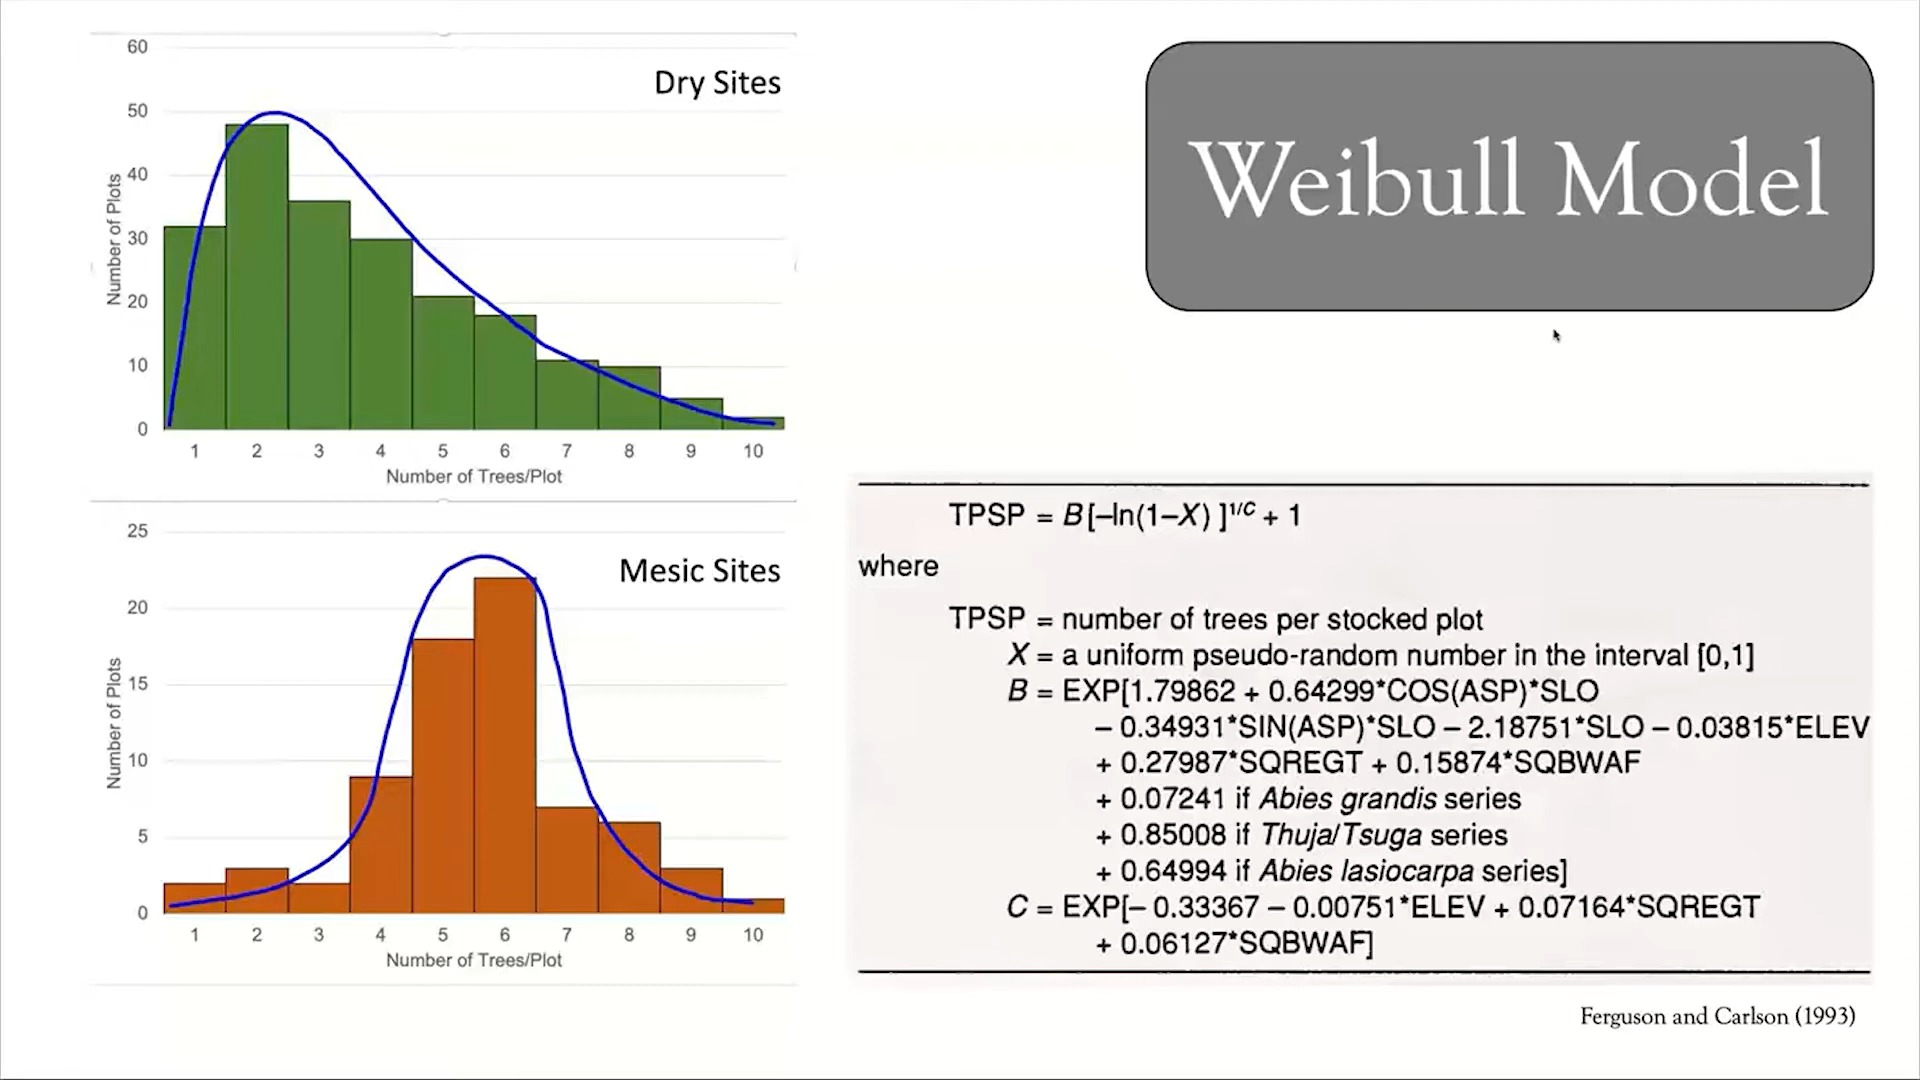 Weibull Model
Dry Sites
60
50
40
30
20
10
0
Number of Plots
1 2 3 4 5 6 7 8 9 10
Number of Trees/Plot
Mesic Sites
25
20
15
10
5
0
Number of Plots
1 2 3 4 5 6 7 8 9 10
Number of Trees/Plot
TPSP = B[–ln(1–X) ]^1/C + 1
where
TPSP = number of trees per stocked plot
X = a uniform pseudo-random number in the interval [0,1]
B = EXP[1.79862 + 0.64299*COS(ASP)*SLO
– 0.34931*SIN(ASP)*SLO – 2.18751*SLO – 0.03815*ELEV
+ 0.27987*SQREGT + 0.15874*SQBWAF
+ 0.07241 if Abies grandis series
+ 0.85008 if Thuja/Tsuga series
+ 0.64994 if Abies lasiocarpa series]
C = EXP[– 0.33367 – 0.00751*ELEV + 0.07164*SQREGT
+ 0.06127*SQBWAF]
Ferguson and Carlson (1993)